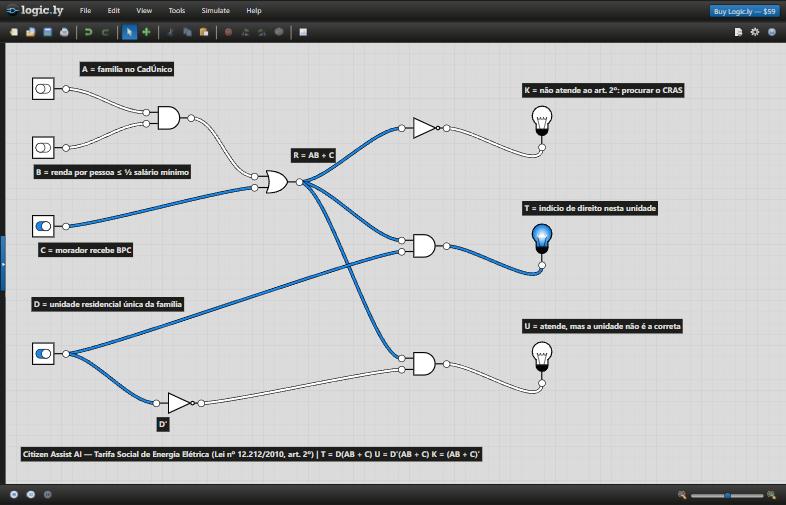 logic.ly
File Edit View Tools Simulate Help
Buy Logic.ly — $59
A = família no CadÚnico
K = não atende ao art. 2º: procurar o CRAS
R = AB + C
B = renda por pessoa ≤ ½ salário mínimo
T = indício de direito nesta unidade
C = morador recebe BPC
D = unidade residencial única da família
U = atende, mas a unidade não é a correta
D'
Citizen Assist AI — Tarifa Social de Energia Elétrica (Lei nº 12.212/2010, art. 2º) | T = D(AB + C) U = D'(AB + C) K = (AB + C)'